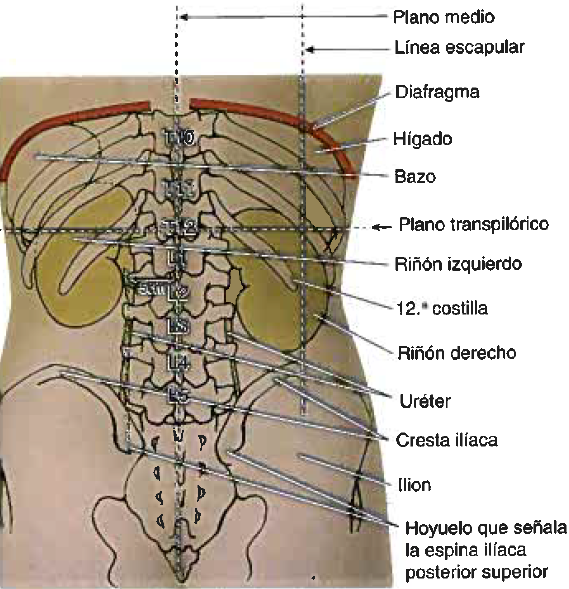 Plano medio
Línea escapular
Diafragma
T10
Hígado
Bazo
T11
Plano transpilórico
T12
Riñón izquierdo
L1
12.ª costilla
L2
Riñón derecho
L3
L4
Uréter
L5
Cresta ilíaca
Ilion
Hoyuelo que señala
la espina ilíaca
posterior superior